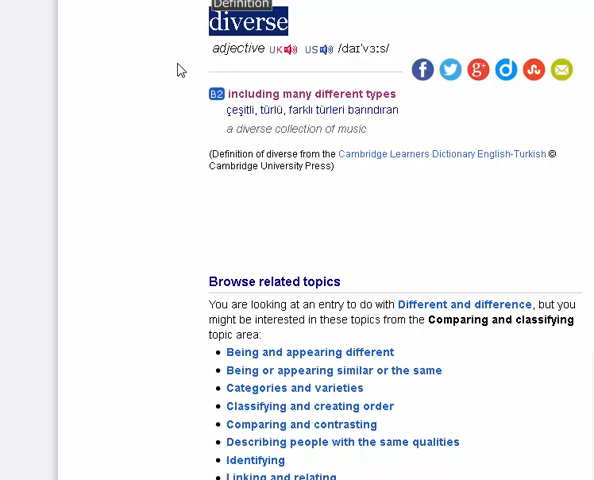 Definition
diverse
adjective UK US /daɪˈvɜːs/
B2 including many different types
çeşitli, türlü, farklı türleri barındıran
a diverse collection of music
(Definition of diverse from the Cambridge Learners Dictionary English-Turkish ©
Cambridge University Press)
Browse related topics
You are looking at an entry to do with Different and difference, but you
might be interested in these topics from the Comparing and classifying
topic area:
• Being and appearing different
• Being or appearing similar or the same
• Categories and varieties
• Classifying and creating order
• Comparing and contrasting
• Describing people with the same qualities
• Identifying
• Linking and relating